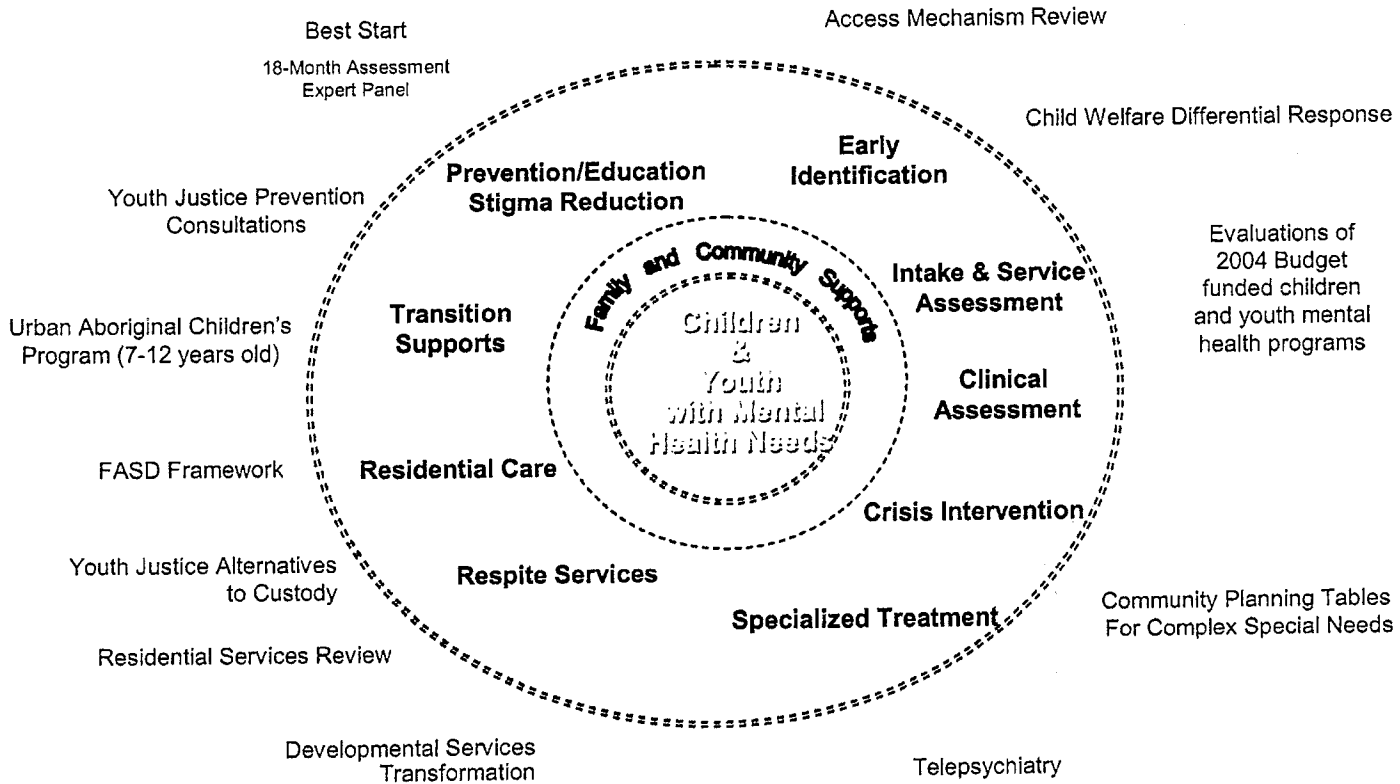 Best Start
18-Month Assessment
Expert Panel
Access Mechanism Review
Child Welfare Differential Response
Youth Justice Prevention
Consultations
Prevention/Education
Stigma Reduction
Early
Identification
Evaluations of
2004 Budget
funded children
and youth mental
health programs
Urban Aboriginal Children's
Program (7-12 years old)
Transition
Supports
Family and Community Supports
Children
&
Youth
with Mental
Health Needs
Intake & Service
Assessment
Clinical
Assessment
FASD Framework
Residential Care
Crisis Intervention
Youth Justice Alternatives
to Custody
Respite Services
Specialized Treatment
Community Planning Tables
For Complex Special Needs
Residential Services Review
Developmental Services
Transformation
Telepsychiatry